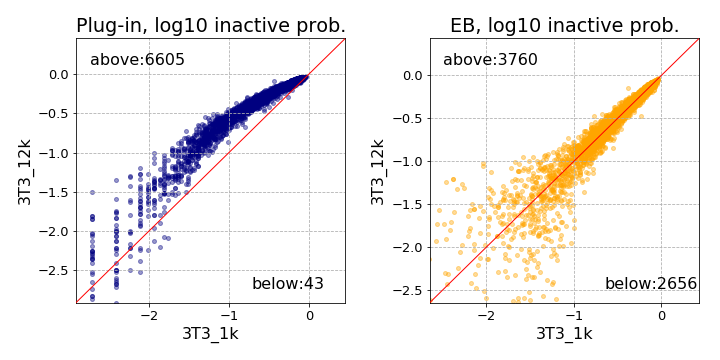 Plug-in, log10 inactive prob.
above:6605
0.0
−0.5
−1.0
−1.5
−2.0
−2.5
3T3_12k
below:43
−2
−1
0
3T3_1k
EB, log10 inactive prob.
above:3760
0.0
−0.5
−1.0
−1.5
−2.0
−2.5
3T3_12k
below:2656
−2
−1
0
3T3_1k